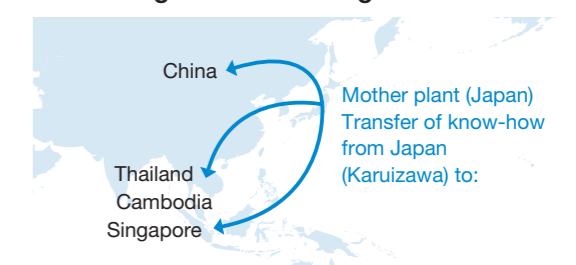 China
Mother plant (Japan)
Transfer of know-how
from Japan
(Karuizawa) to:
Thailand
Cambodia
Singapore